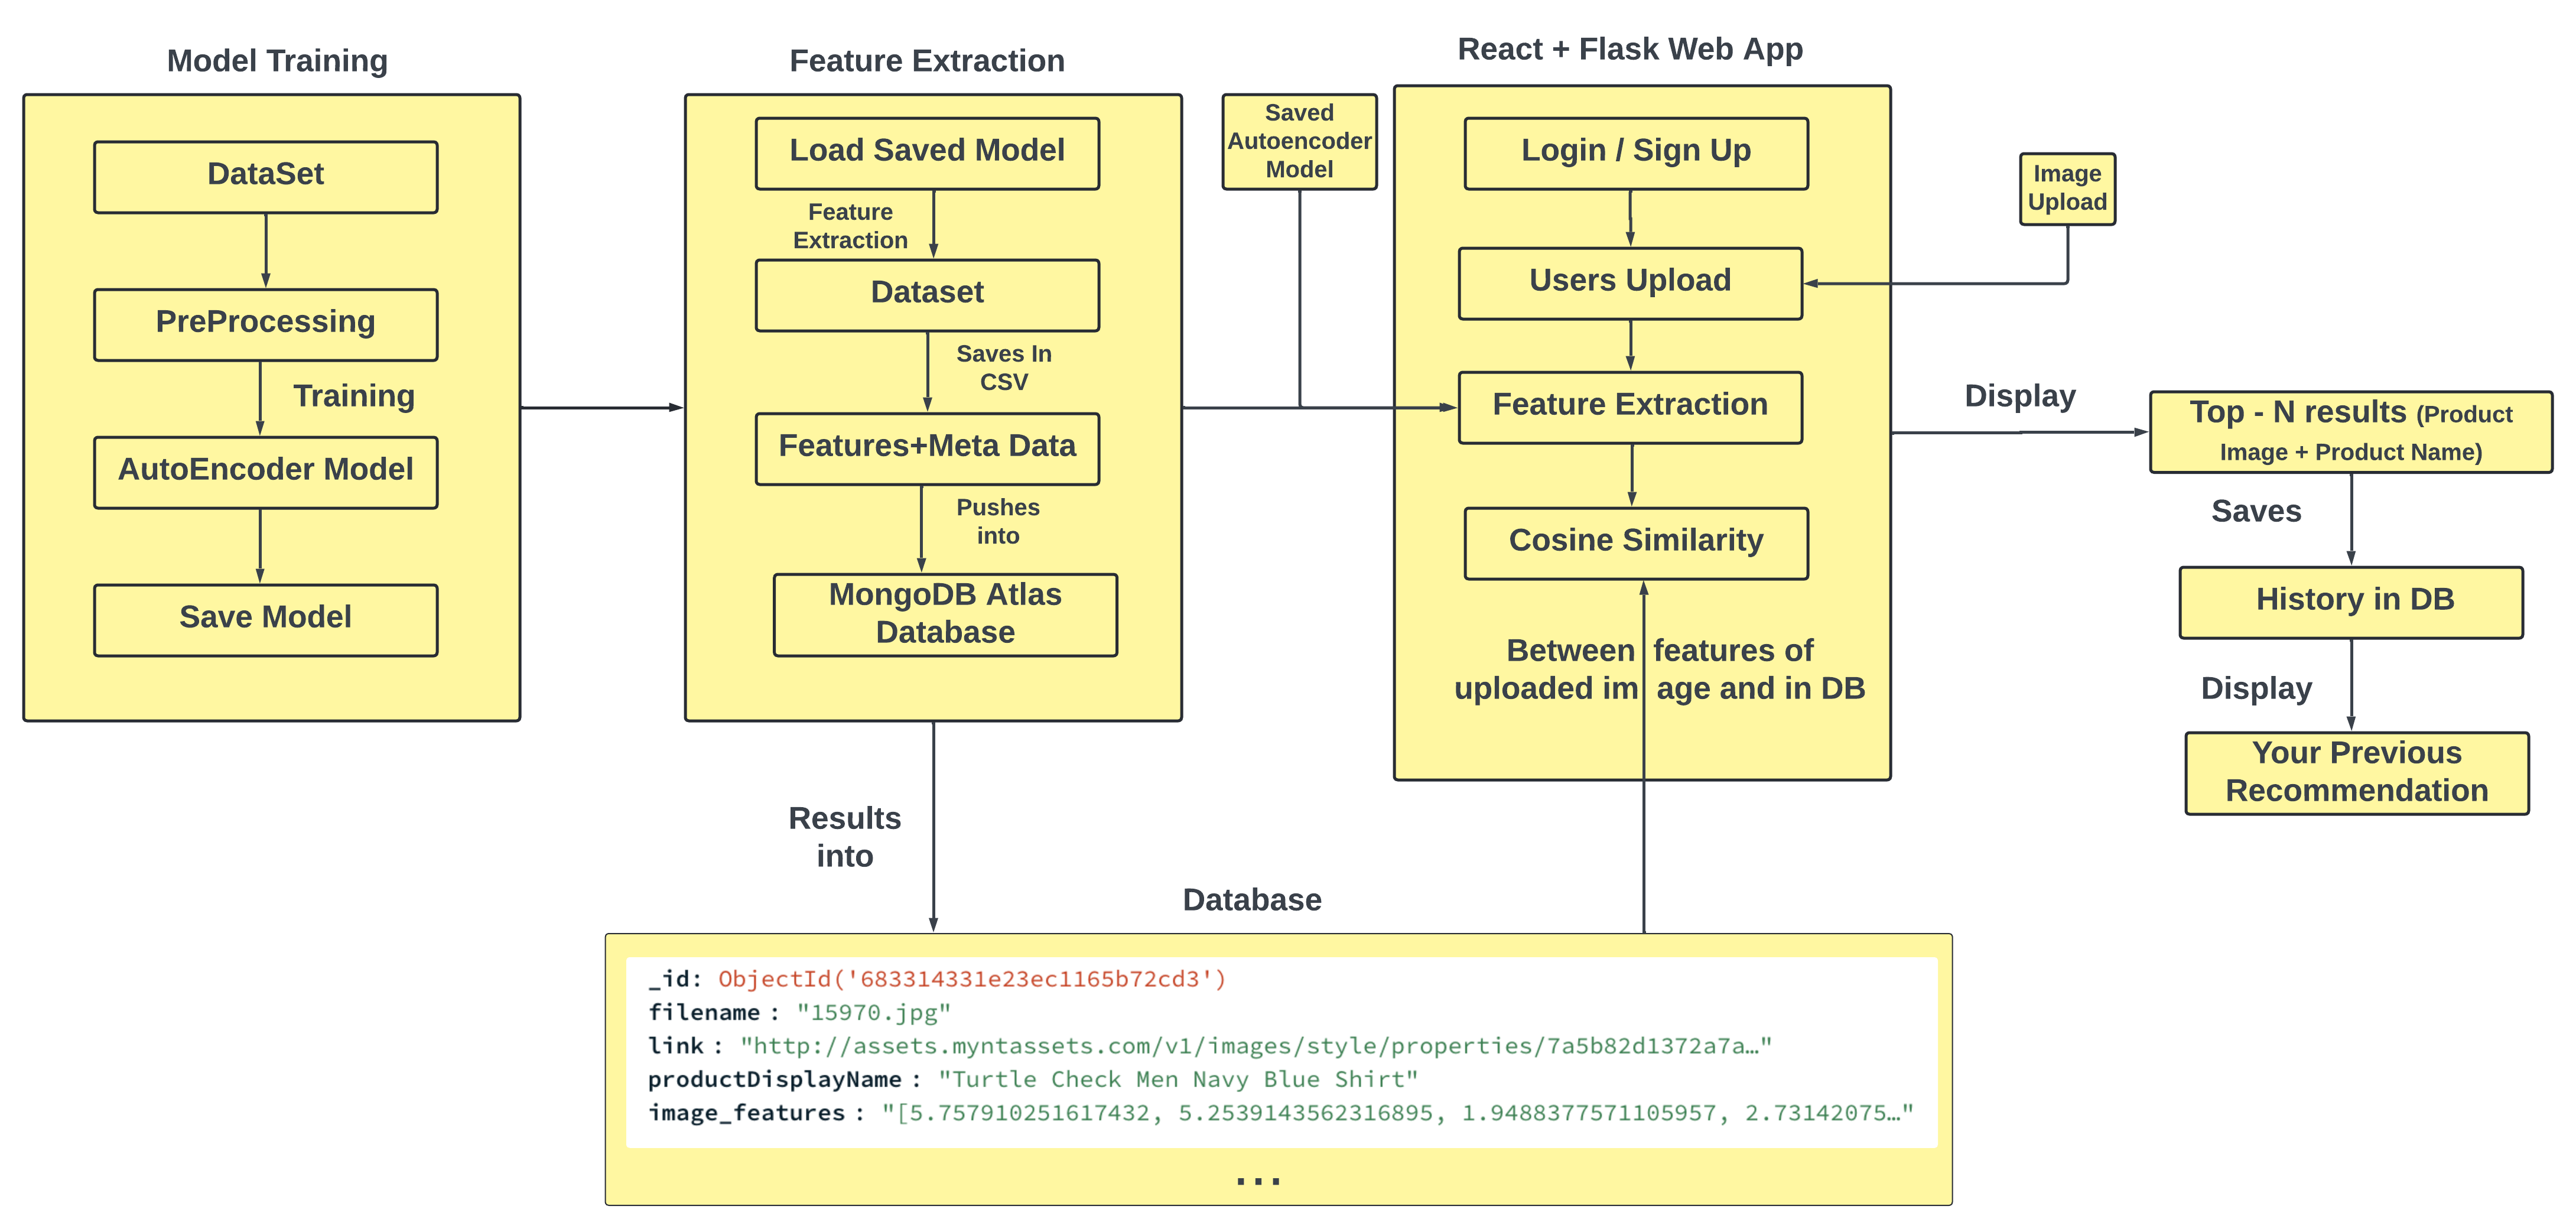 Model Training
DataSet
PreProcessing
Training
AutoEncoder Model
Save Model
Feature Extraction
Load Saved Model
Feature
Extraction
Dataset
Saves In
CSV
Features+Meta Data
Pushes
into
MongoDB Atlas
Database
Saved
Autoencoder
Model
React + Flask Web App
Login / Sign Up
Users Upload
Feature Extraction
Cosine Similarity
Between features of
uploaded image and in DB
Image
Upload
Display
Top - N results (Product
Image + Product Name)
Saves
History in DB
Display
Your Previous
Recommendation
Results
into
Database
_id: ObjectId('683314331e23ec1165b72cd3')
filename : "15970.jpg"
link : "http://assets.myntassets.com/v1/images/style/properties/7a5b82d1372a7a…"
productDisplayName : "Turtle Check Men Navy Blue Shirt"
image_features : "[5.757910251617432, 5.2539143562316895, 1.9488377571105957, 2.73142075…"
...